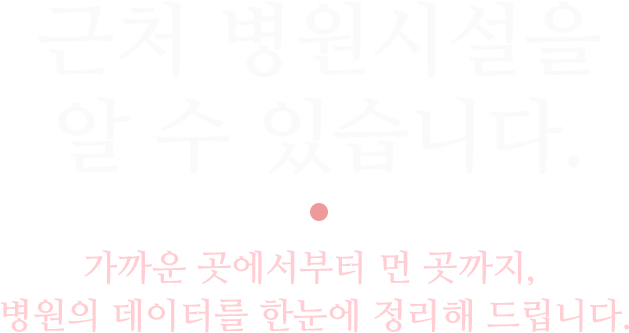 근처 병원시설을
알 수 있습니다.
가까운 곳에서부터 먼 곳까지,
병원의 데이터를 한눈에 정리해 드립니다.